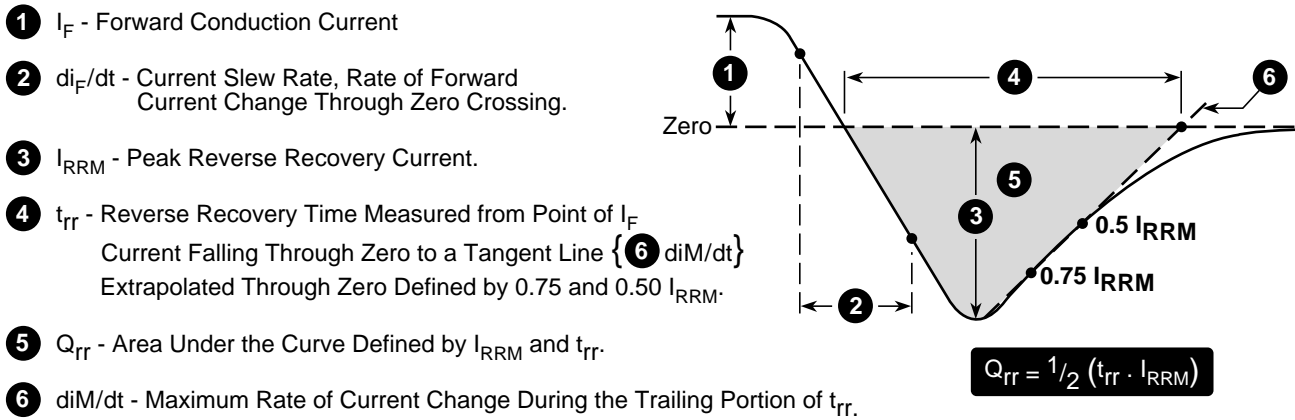 1 I_F - Forward Conduction Current
2 di_F/dt - Current Slew Rate, Rate of Forward
Current Change Through Zero Crossing.
3 I_RRM - Peak Reverse Recovery Current.
4 t_rr - Reverse Recovery Time Measured from Point of I_F
Current Falling Through Zero to a Tangent Line {6 diM/dt}
Extrapolated Through Zero Defined by 0.75 and 0.50 I_RRM.
5 Q_rr - Area Under the Curve Defined by I_RRM and t_rr.
6 diM/dt - Maximum Rate of Current Change During the Trailing Portion of t_rr.
1
4
6
Zero
5
3
0.5 I_RRM
0.75 I_RRM
2
Q_rr = 1/2 (t_rr . I_RRM)